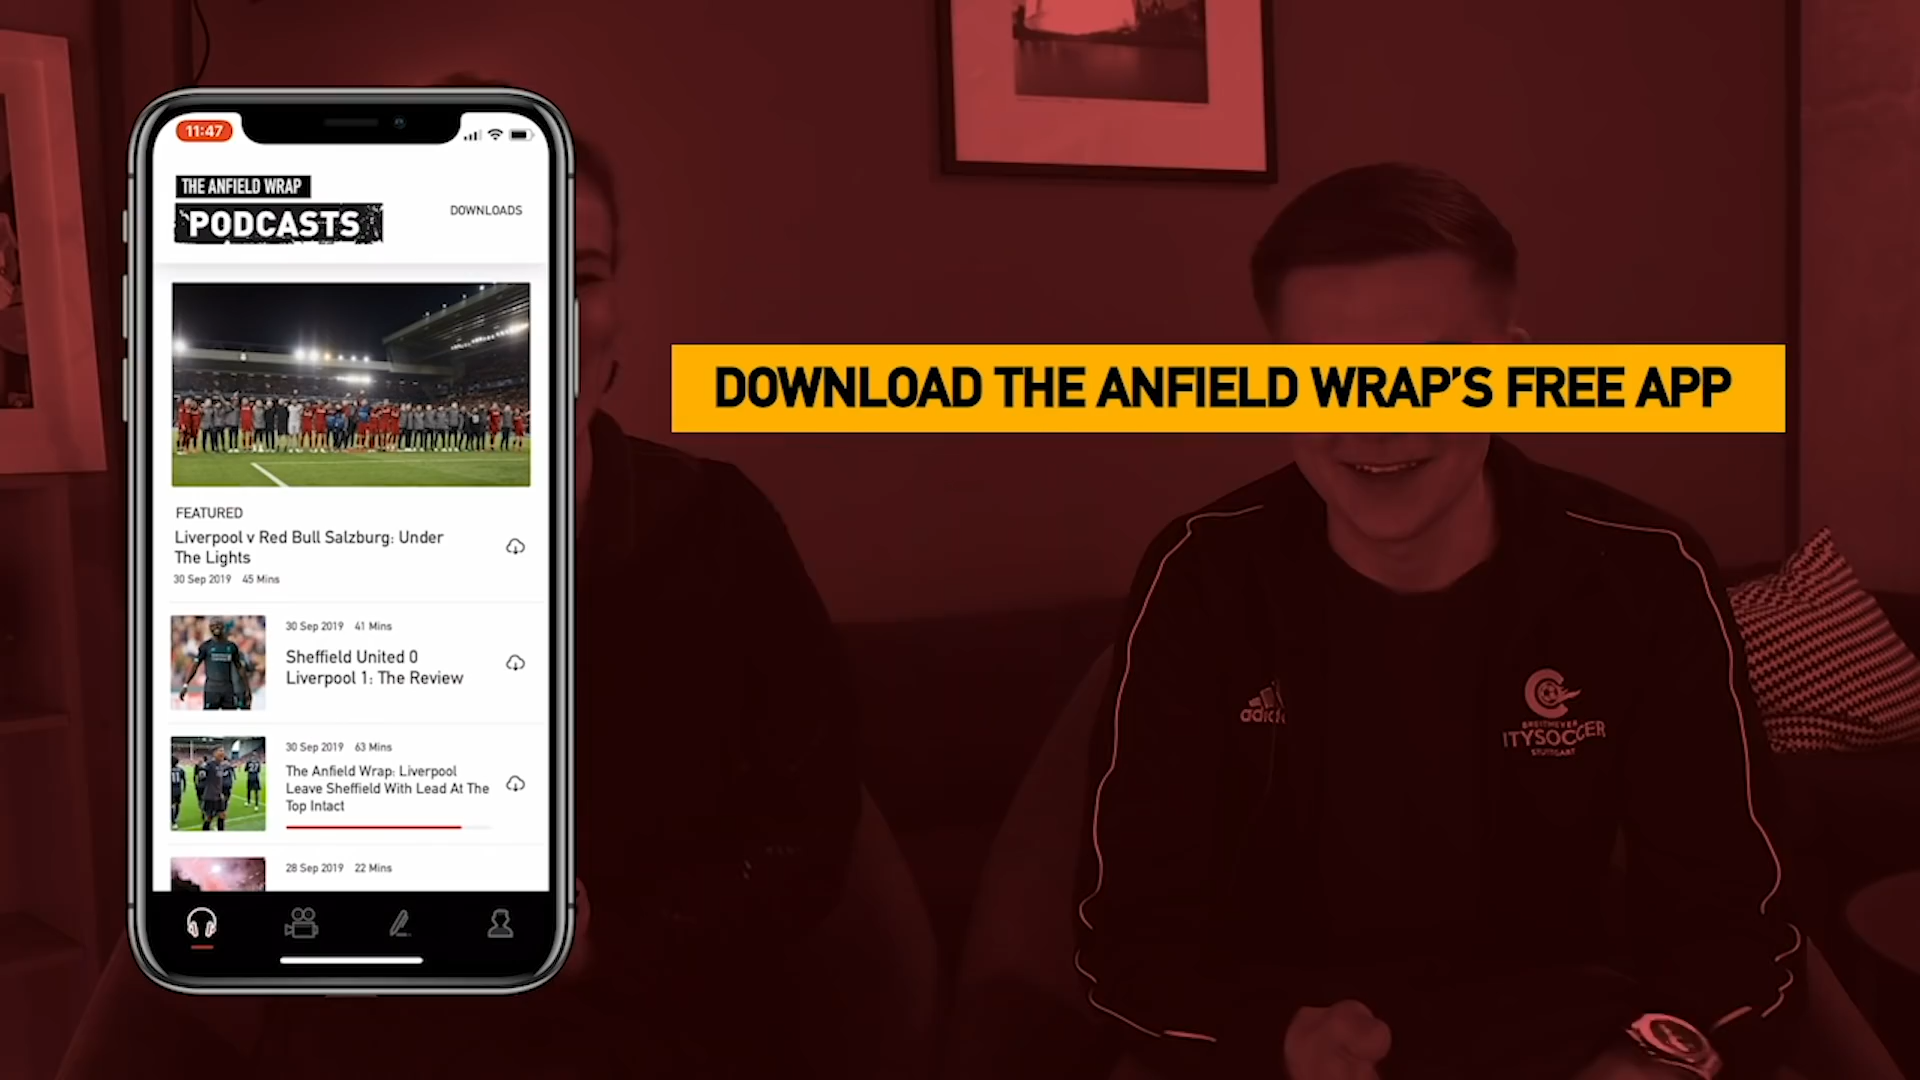 11:47
THE ANFIELD WRAP
PODCASTS
DOWNLOADS
FEATURED
Liverpool v Red Bull Salzburg: Under
The Lights
30 Sep 2019 45 Mins
30 Sep 2019 41 Mins
Sheffield United 0
Liverpool 1: The Review
30 Sep 2019 63 Mins
The Anfield Wrap: Liverpool
Leave Sheffield With Lead At The
Top Intact
28 Sep 2019 22 Mins
DOWNLOAD THE ANFIELD WRAP'S FREE APP
adidas
BREITMEYER
ITYSOCCER
STUTTGART